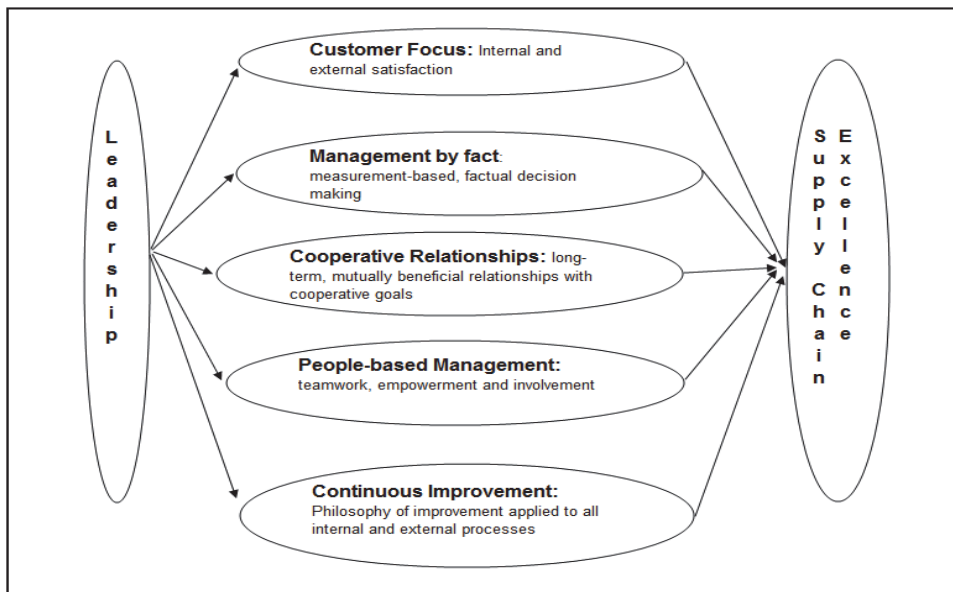 Leadership
Customer Focus: Internal and
external satisfaction
Management by fact:
measurement-based, factual decision
making
Cooperative Relationships: long-
term, mutually beneficial relationships with
cooperative goals
People-based Management:
teamwork, empowerment and involvement
Continuous Improvement:
Philosophy of improvement applied to all
internal and external processes
Supply Chain
Excellence